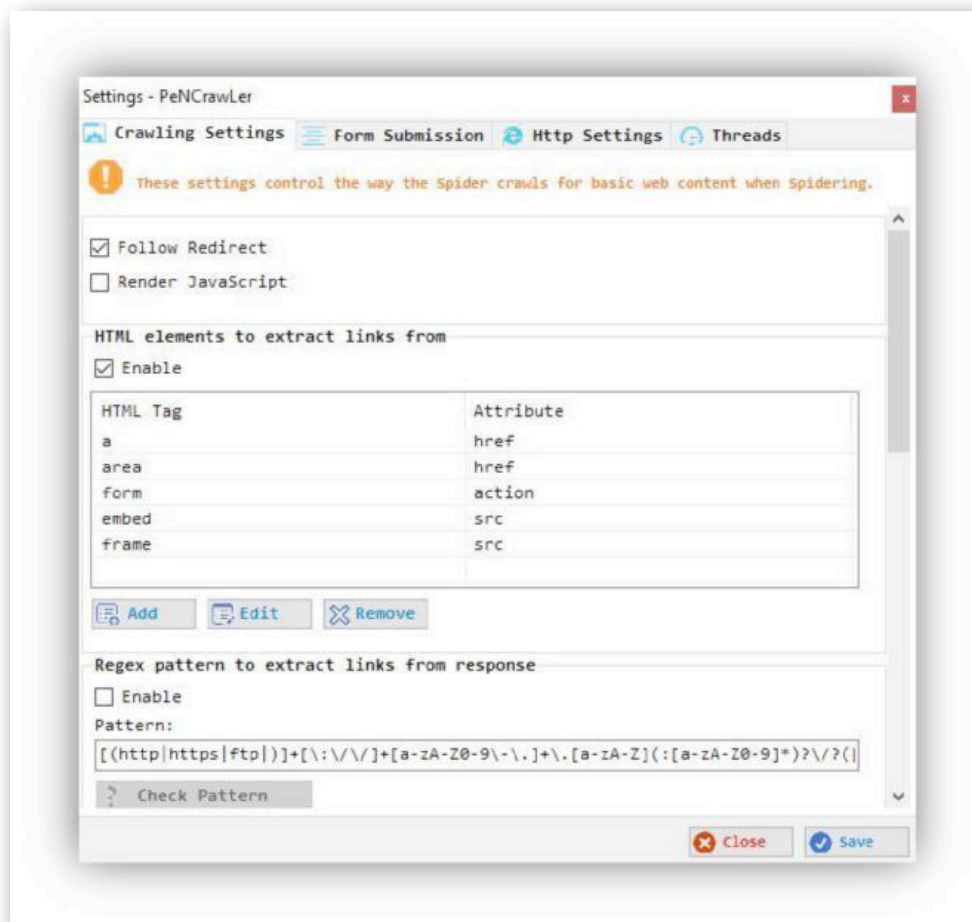 Settings - PeNCrawLer
x
Crawling Settings Form Submission Http Settings Threads
These settings control the way the Spider crawls for basic web content when Spidering.
Follow Redirect
Render JavaScript
HTML elements to extract links from
Enable
HTML Tag Attribute
a href
area href
form action
embed src
frame src
Add Edit Remove
Regex pattern to extract links from response
Enable
Pattern:
[(http|https|ftp|)]+[\:\/\/]+[a-zA-Z0-9\-\.]+\.[a-zA-Z](:[a-zA-Z0-9]*)?\/?(|
? Check Pattern
Close Save